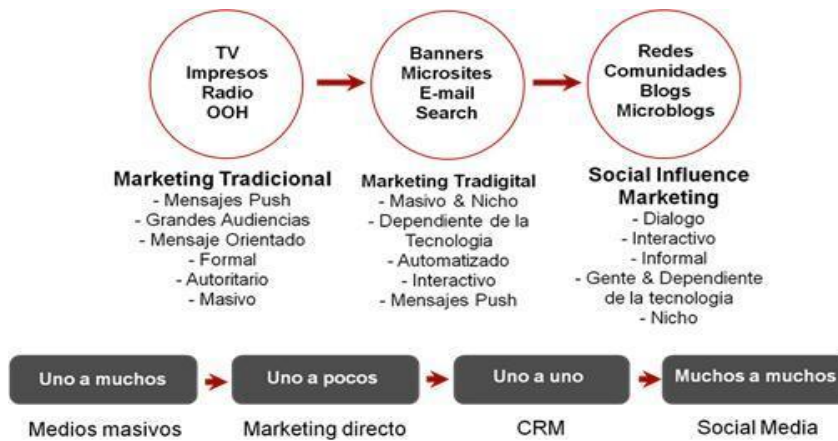 TV
Impresos
Radio
OOH
Banners
Microsites
E-mail
Search
Redes
Comunidades
Blogs
Microblogs
Marketing Tradicional
- Mensajes Push
- Grandes Audiencias
- Mensaje Orientado
- Formal
- Autoritario
- Masivo
Marketing Tradigital
- Masivo & Nicho
- Dependiente de la
Tecnologia
- Automatizado
- Interactivo
- Mensajes Push
Social Influence
Marketing
- Dialogo
- Interactivo
- Informal
- Gente & Dependiente
de la tecnologia
- Nicho
Uno a muchos
Uno a pocos
Uno a uno
Muchos a muchos
Medios masivos
Marketing directo
CRM
Social Media